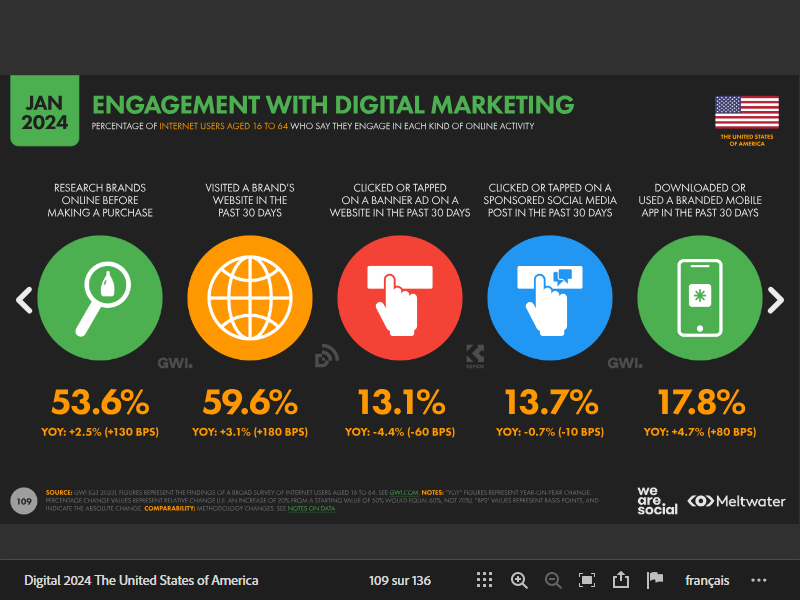 JAN
2024
ENGAGEMENT WITH DIGITAL MARKETING
PERCENTAGE OF INTERNET USERS AGED 16 TO 64 WHO SAY THEY ENGAGE IN EACH KIND OF ONLINE ACTIVITY
THE UNITED STATES
OF AMERICA
RESEARCH BRANDS
ONLINE BEFORE
MAKING A PURCHASE
VISITED A BRAND'S
WEBSITE IN THE
PAST 30 DAYS
CLICKED OR TAPPED
ON A BANNER AD ON A
WEBSITE IN THE PAST 30 DAYS
CLICKED OR TAPPED ON A
SPONSORED SOCIAL MEDIA
POST IN THE PAST 30 DAYS
DOWNLOADED OR
USED A BRANDED MOBILE
APP IN THE PAST 30 DAYS
GWI.
KEPIOS
GWI.
53.6%
YOY: +2.5% (+130 BPS)
59.6%
YOY: +3.1% (+180 BPS)
13.1%
YOY: -4.4% (-60 BPS)
13.7%
YOY: -0.7% (-10 BPS)
17.8%
YOY: +4.7% (+80 BPS)
109
SOURCE: GWI (Q3 2023). FIGURES REPRESENT THE FINDINGS OF A BROAD SURVEY OF INTERNET USERS AGED 16 TO 64. SEE GWI.COM. NOTES: "YOY" FIGURES REPRESENT YEAR-ON-YEAR CHANGE.
PERCENTAGE CHANGE VALUES REPRESENT RELATIVE CHANGE (I.E. AN INCREASE OF 20% FROM A STARTING VALUE OF 50% WOULD EQUAL 60%, NOT 70%). "BPS" VALUES REPRESENT BASIS POINTS, AND
INDICATE THE ABSOLUTE CHANGE. COMPARABILITY: METHODOLOGY CHANGES. SEE NOTES ON DATA.
we
are.
social
Meltwater
Digital 2024 The United States of America
109 sur 136
français